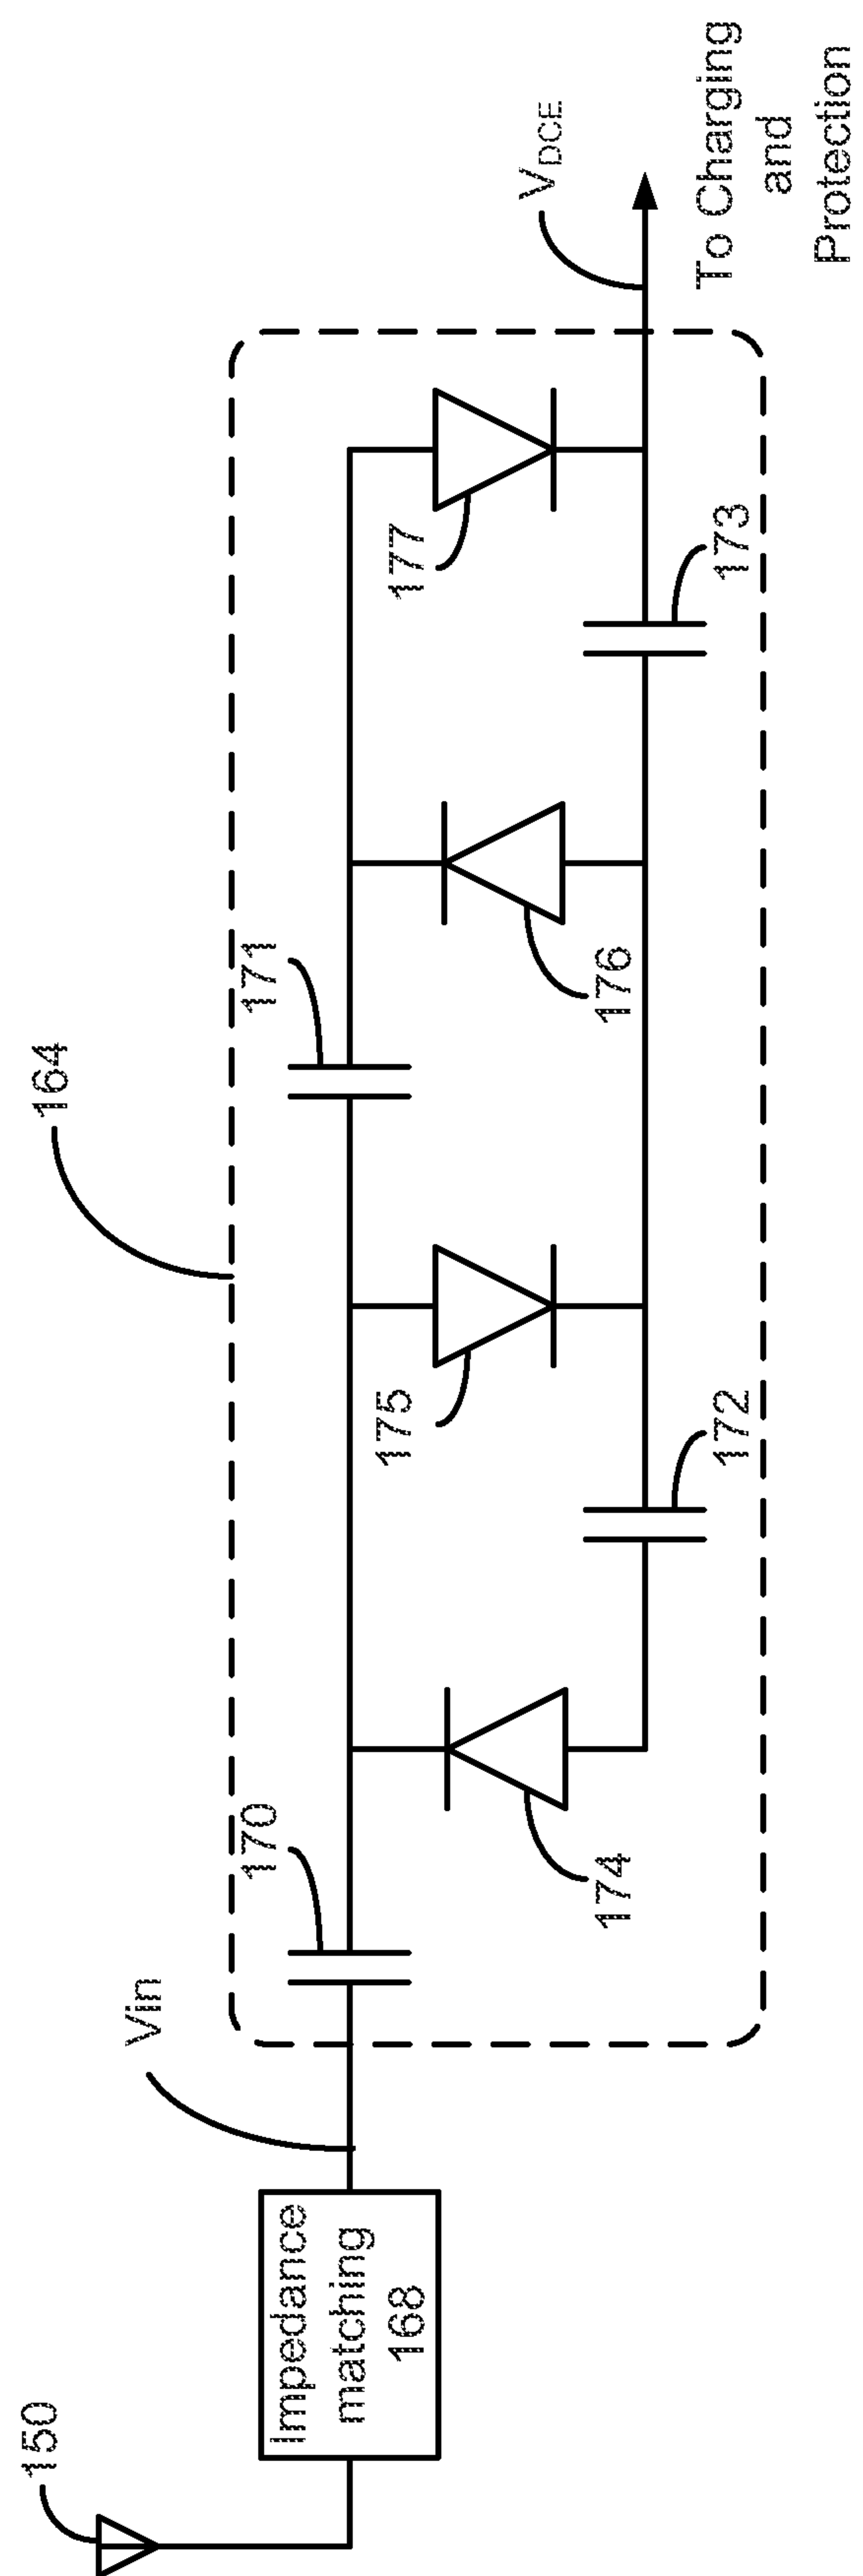 150
Impedance
matching
168
Vin
164
170
171
174
175
176
177
172
173
VDCE
To Charging
and
Protection